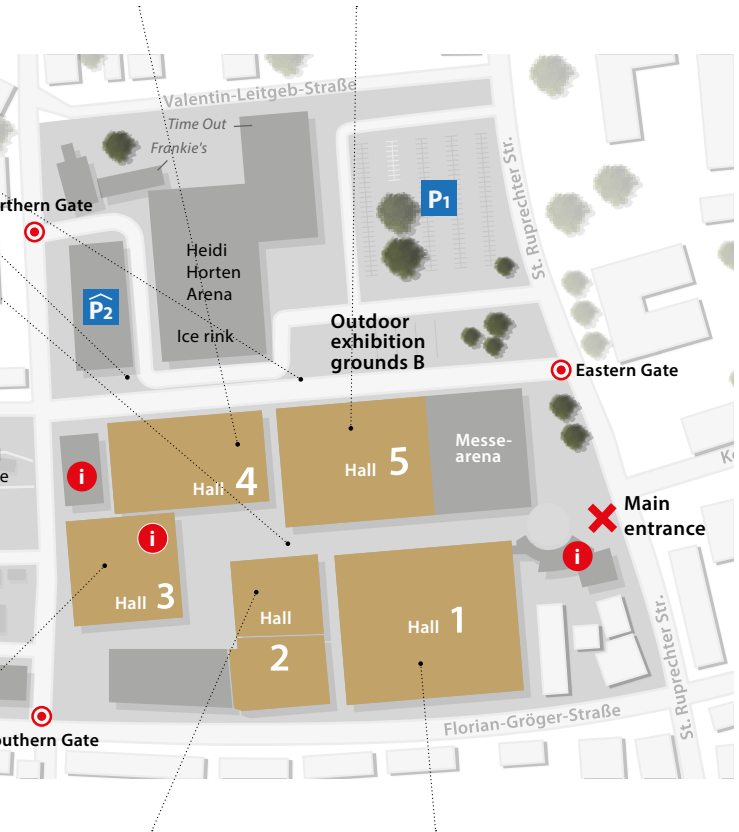 Valentin-Leitgeb-Straße
Time Out
Frankie's
rthern Gate
P1
St. Ruprechter Str.
Heidi
Horten
Arena
P2
Ice rink
Outdoor
exhibition
grounds B
Eastern Gate
Messe-
arena
Hall 5
Hall 4
i
e
Main
entrance
i
i
Hall 3
Hall
2
Hall 1
St. Ruprechter Str.
Florian-Gröger-Straße
outhern Gate